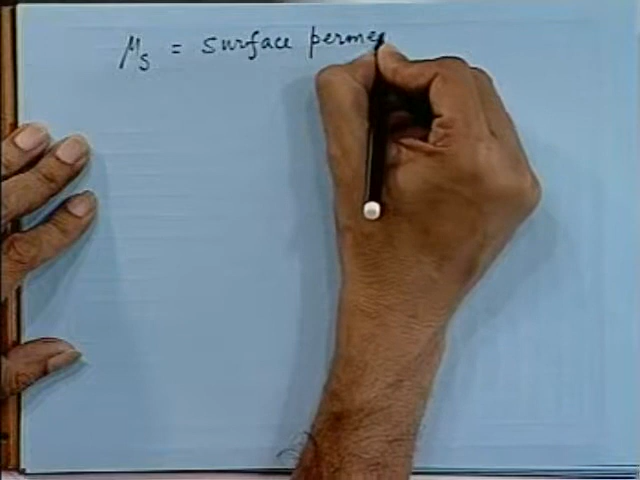 μs = surface perme